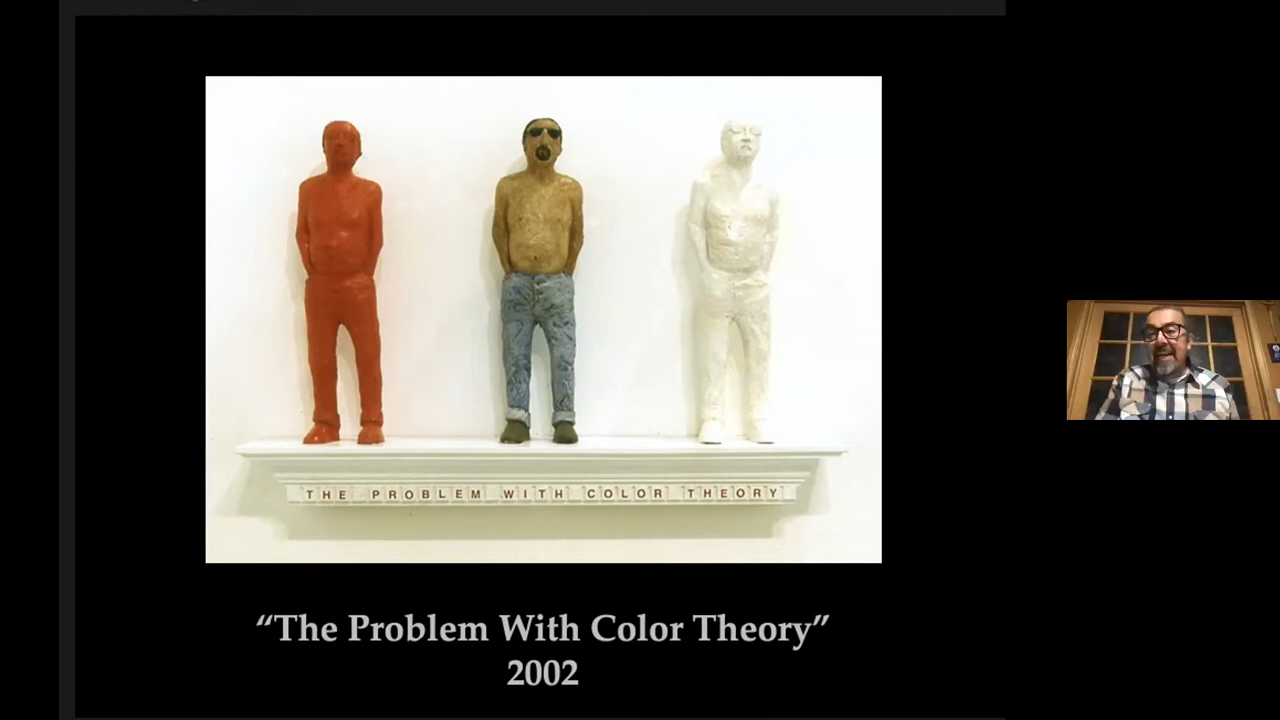 THE PROBLEM WITH COLOR THEORY
“The Problem With Color Theory”
2002